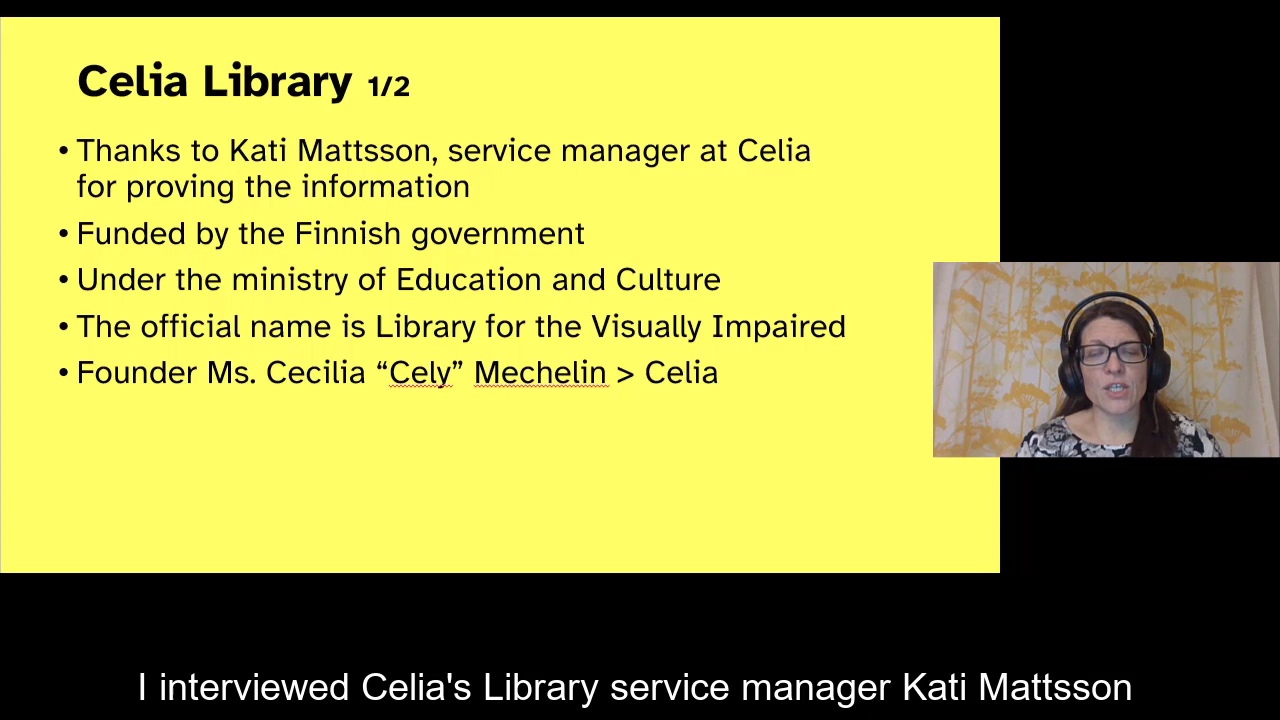 Celia Library 1/2
• Thanks to Kati Mattsson, service manager at Celia
for proving the information
• Funded by the Finnish government
• Under the ministry of Education and Culture
• The official name is Library for the Visually Impaired
• Founder Ms. Cecilia “Cely” Mechelin > Celia
I interviewed Celia's Library service manager Kati Mattsson